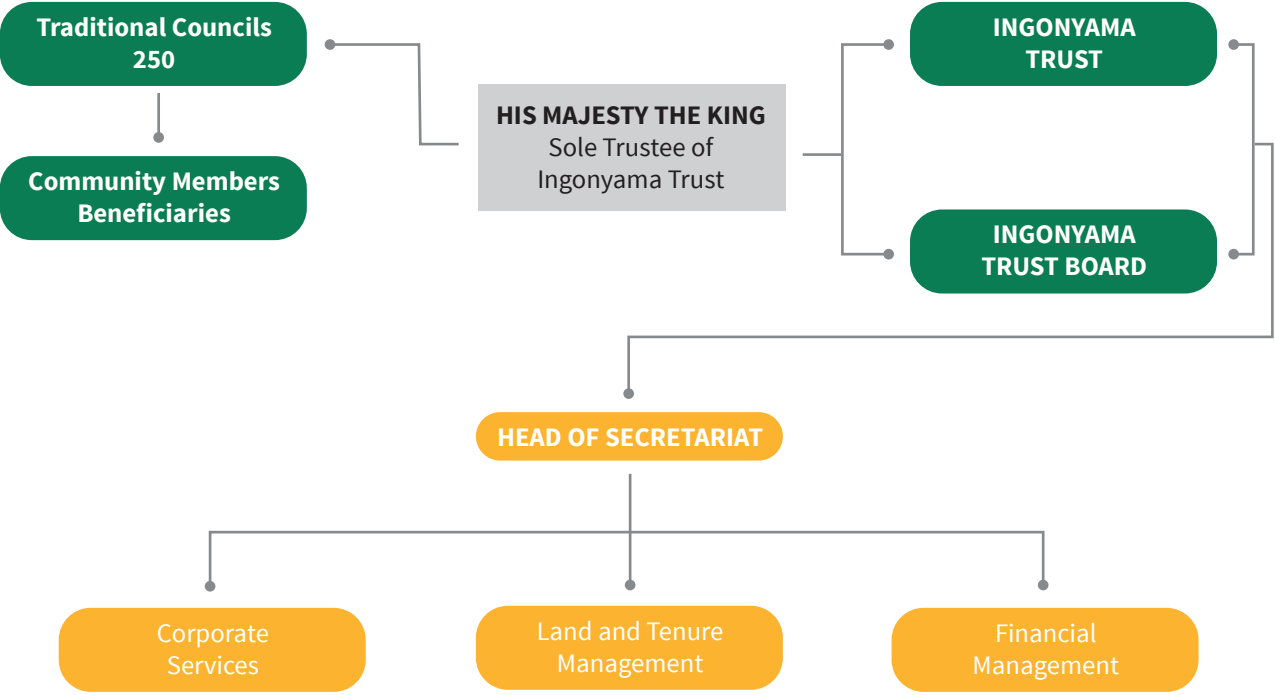 Traditional Councils
250
Community Members
Beneficiaries
HIS MAJESTY THE KING
Sole Trustee of
Ingonyama Trust
INGONYAMA
TRUST
INGONYAMA
TRUST BOARD
HEAD OF SECRETARIAT
Corporate
Services
Land and Tenure
Management
Financial
Management